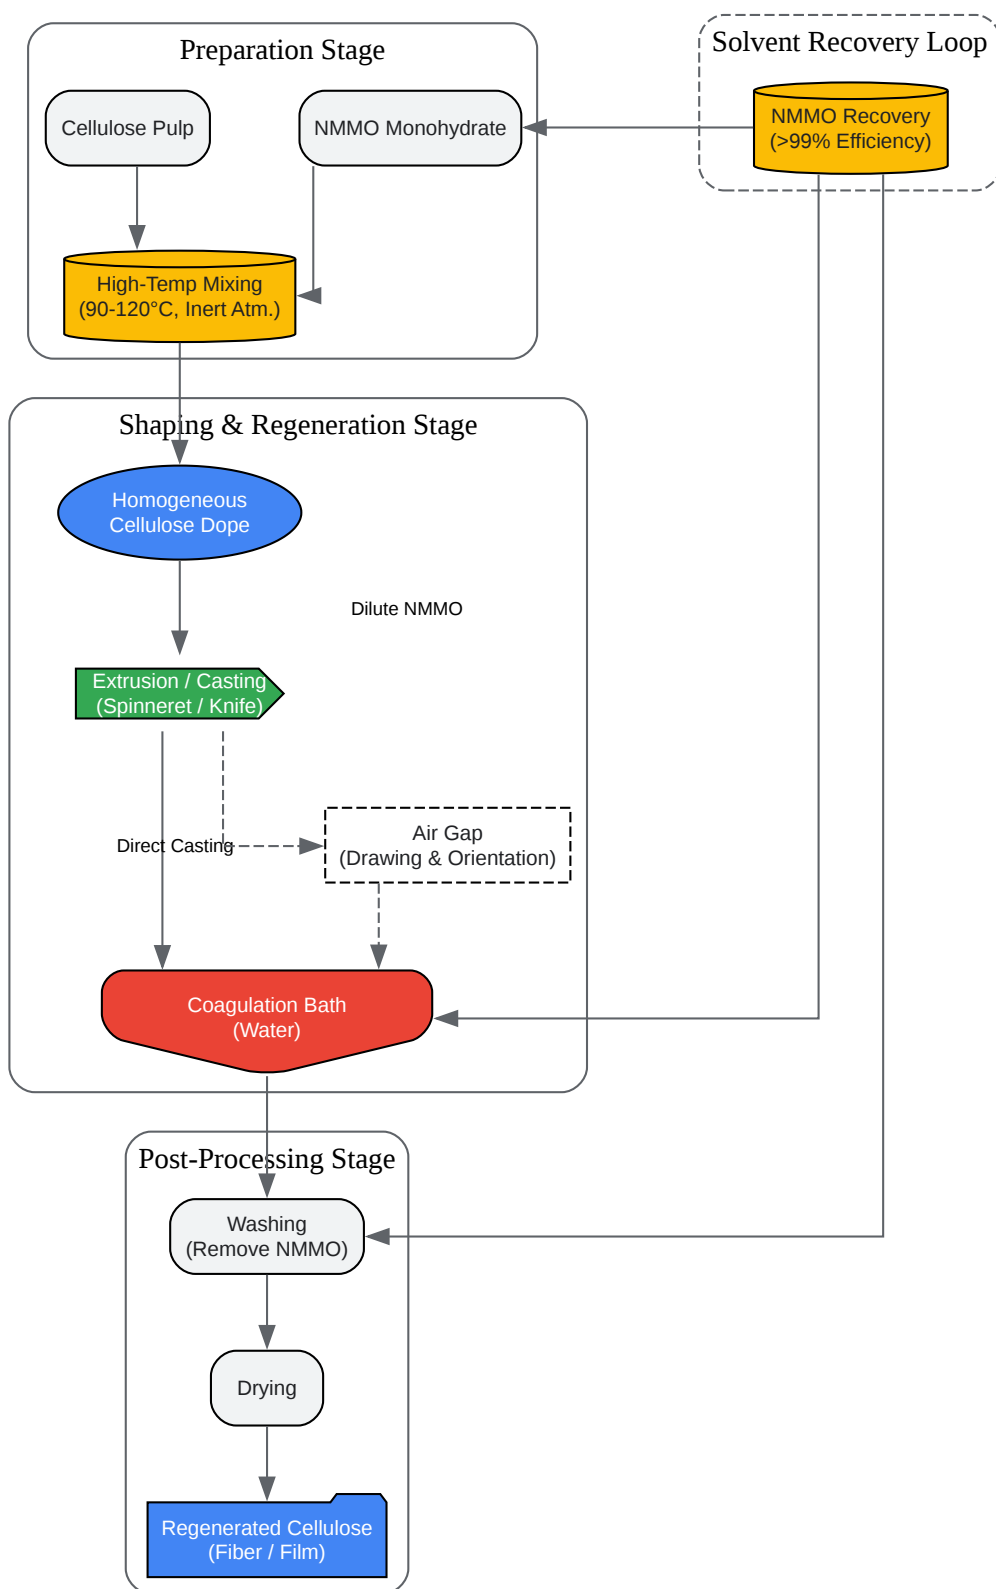 Preparation Stage
Solvent Recovery Loop
Cellulose Pulp
NMMO Monohydrate
NMMO Recovery
(>99% Efficiency)
High-Temp Mixing
(90-120°C, Inert Atm.)
Shaping & Regeneration Stage
Homogeneous
Cellulose Dope
Dilute NMMO
Extrusion / Casting
(Spinneret / Knife)
Direct Casting
Air Gap
(Drawing & Orientation)
Coagulation Bath
(Water)
Post-Processing Stage
Washing
(Remove NMMO)
Drying
Regenerated Cellulose
(Fiber / Film)